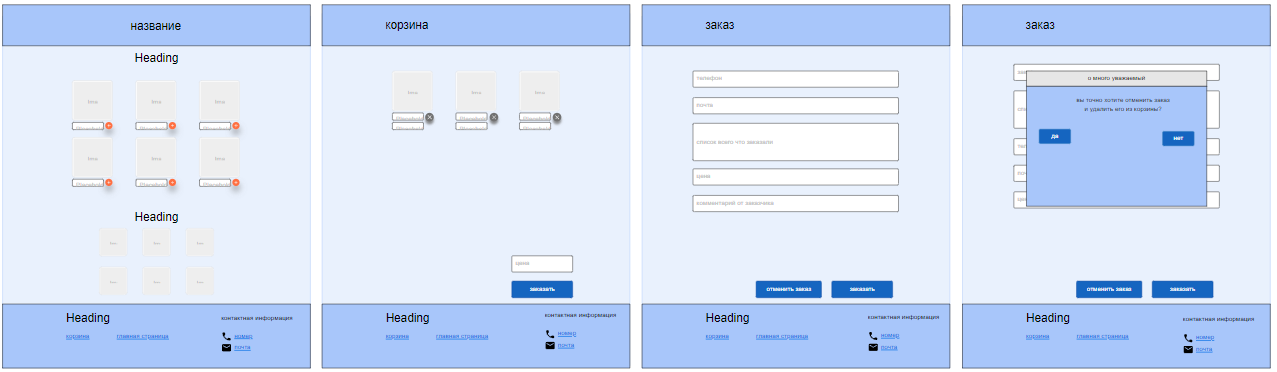 название
Heading
Heading
Heading
контактная информация
корзина
главная страница
номер
почта
корзина
цена
заказать
Heading
контактная информация
корзина
главная страница
номер
почта
заказ
телефон
почта
список всего что заказали
цена
комментарий от заказчика
отменить заказ
заказать
Heading
контактная информация
корзина
главная страница
номер
почта
заказ
о много уважаемый
вы точно хотите отменить заказ
и удалить его из корзины?
да
нет
отменить заказ
заказать
Heading
контактная информация
корзина
главная страница
номер
почта